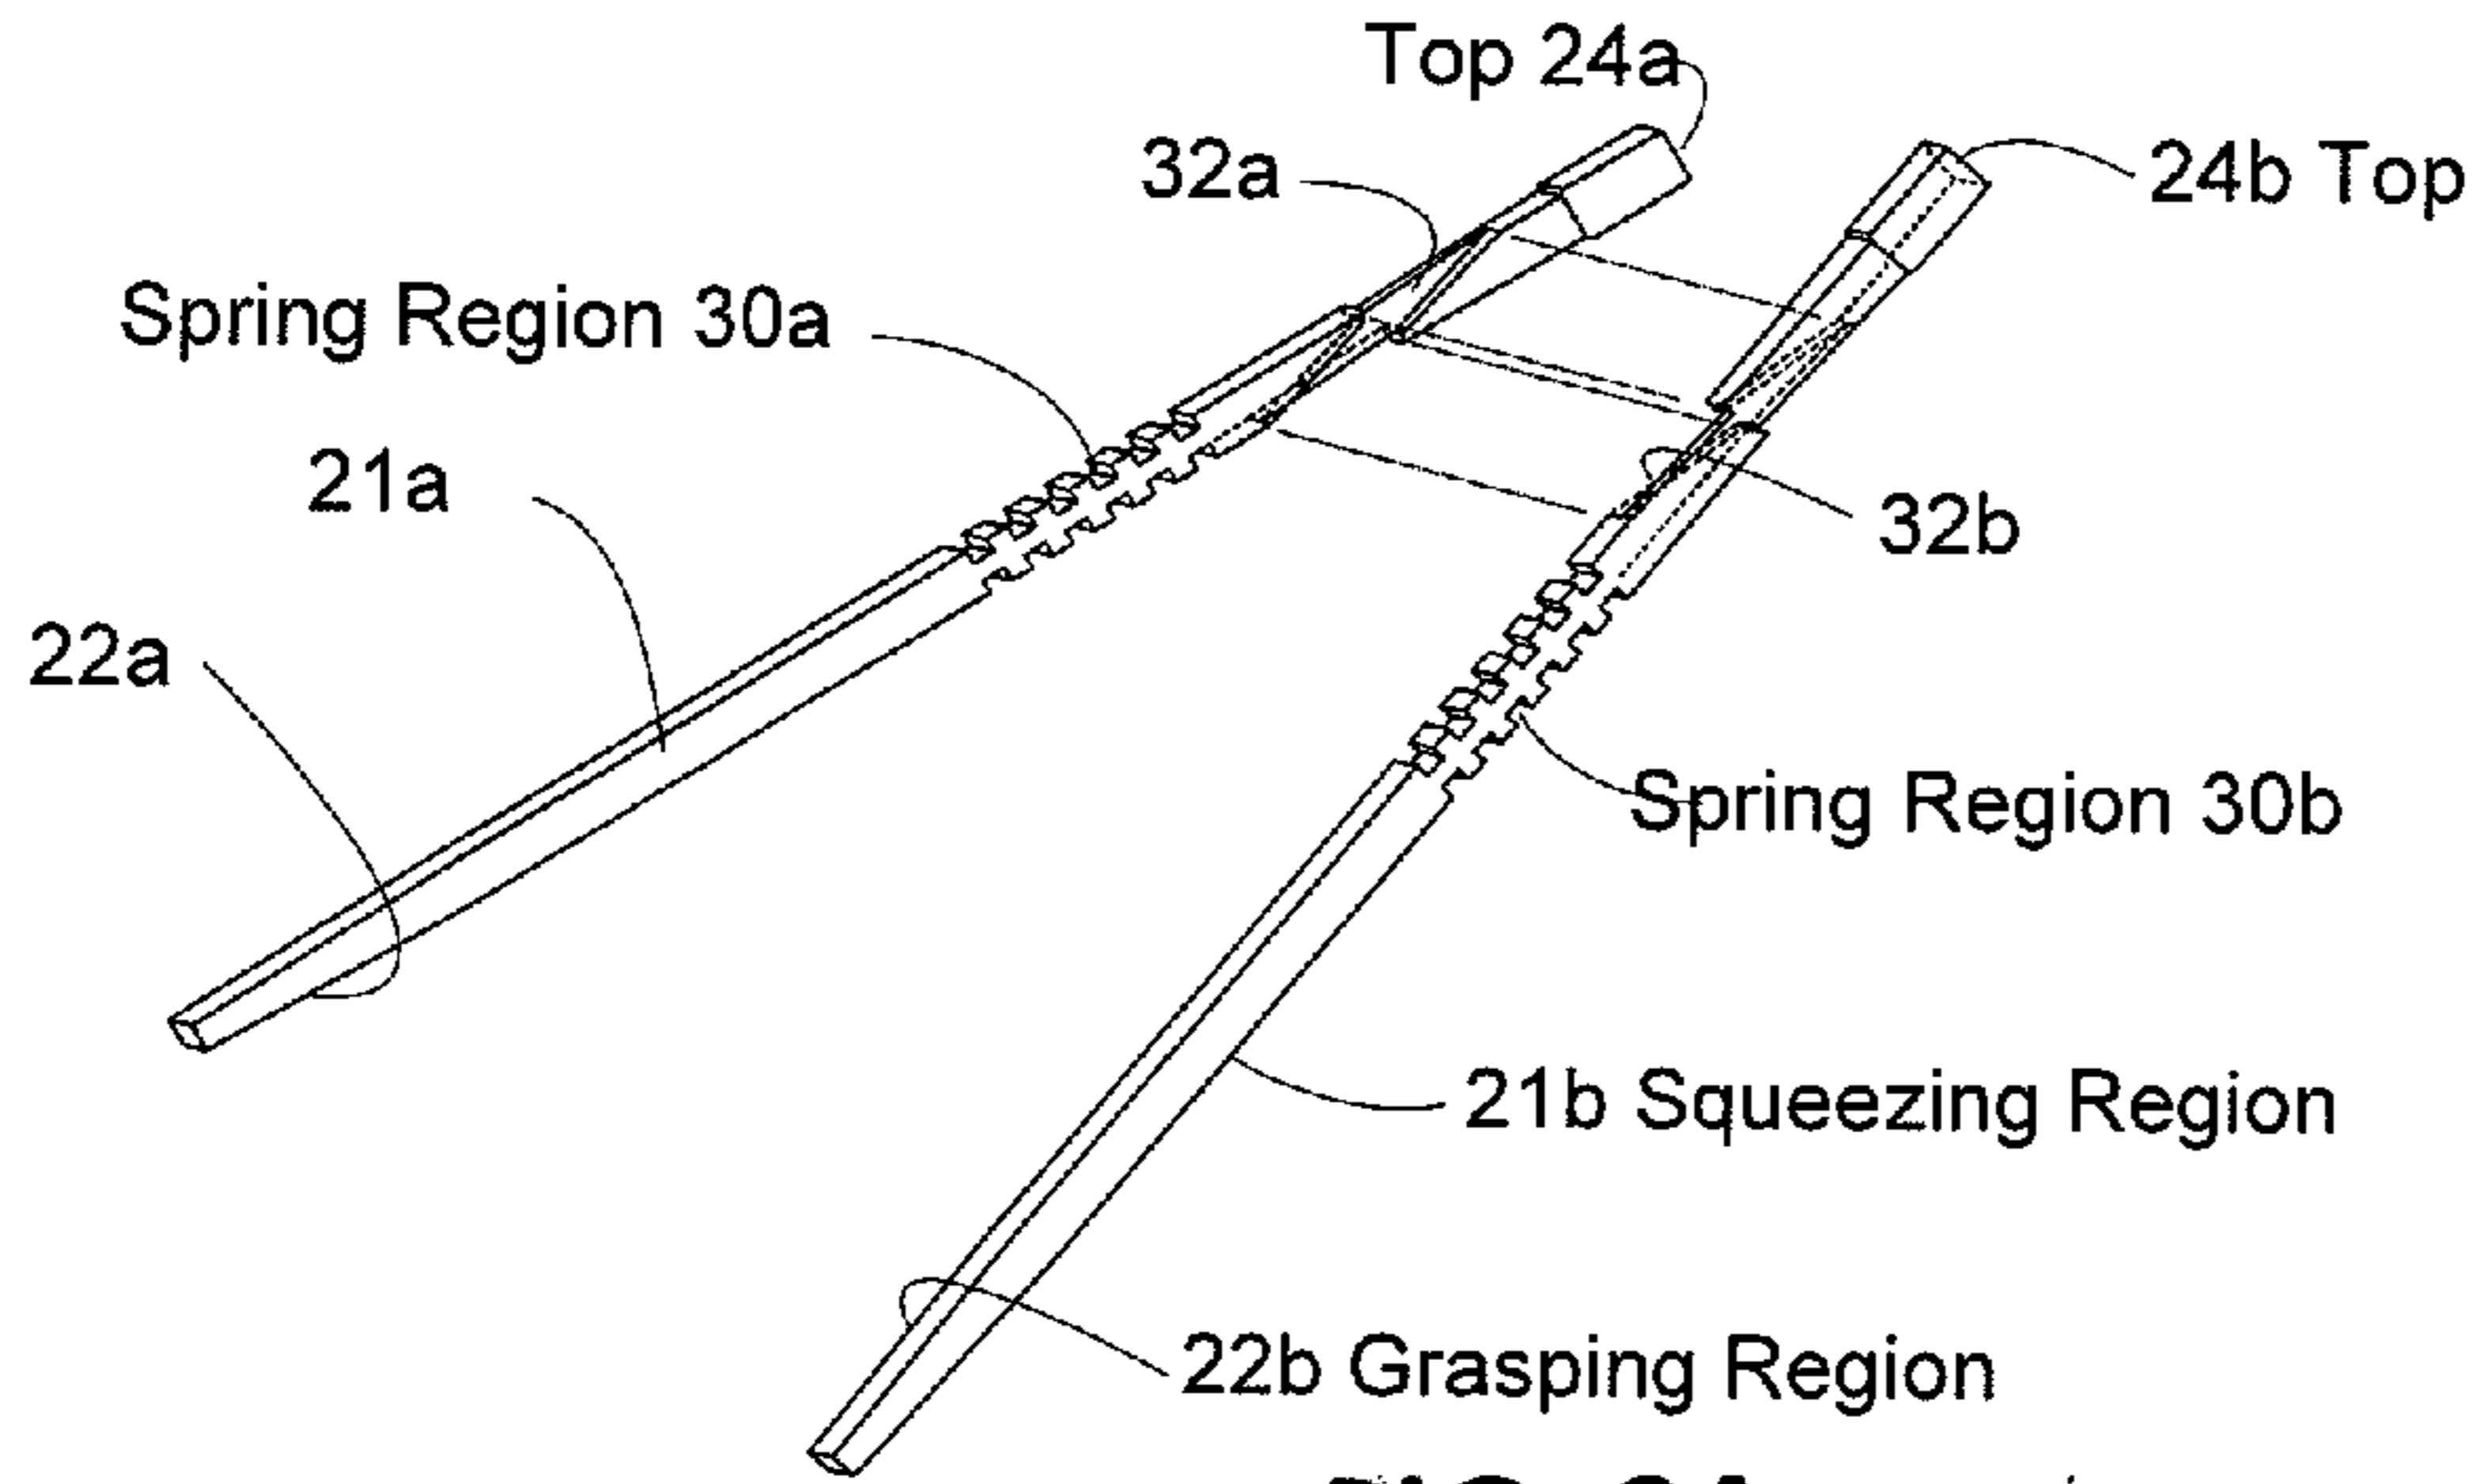 Top 24a
32a
24b Top
Spring Region 30a
21a
32b
22a
Spring Region 30b
21b Squeezing Region
22b Grasping Region